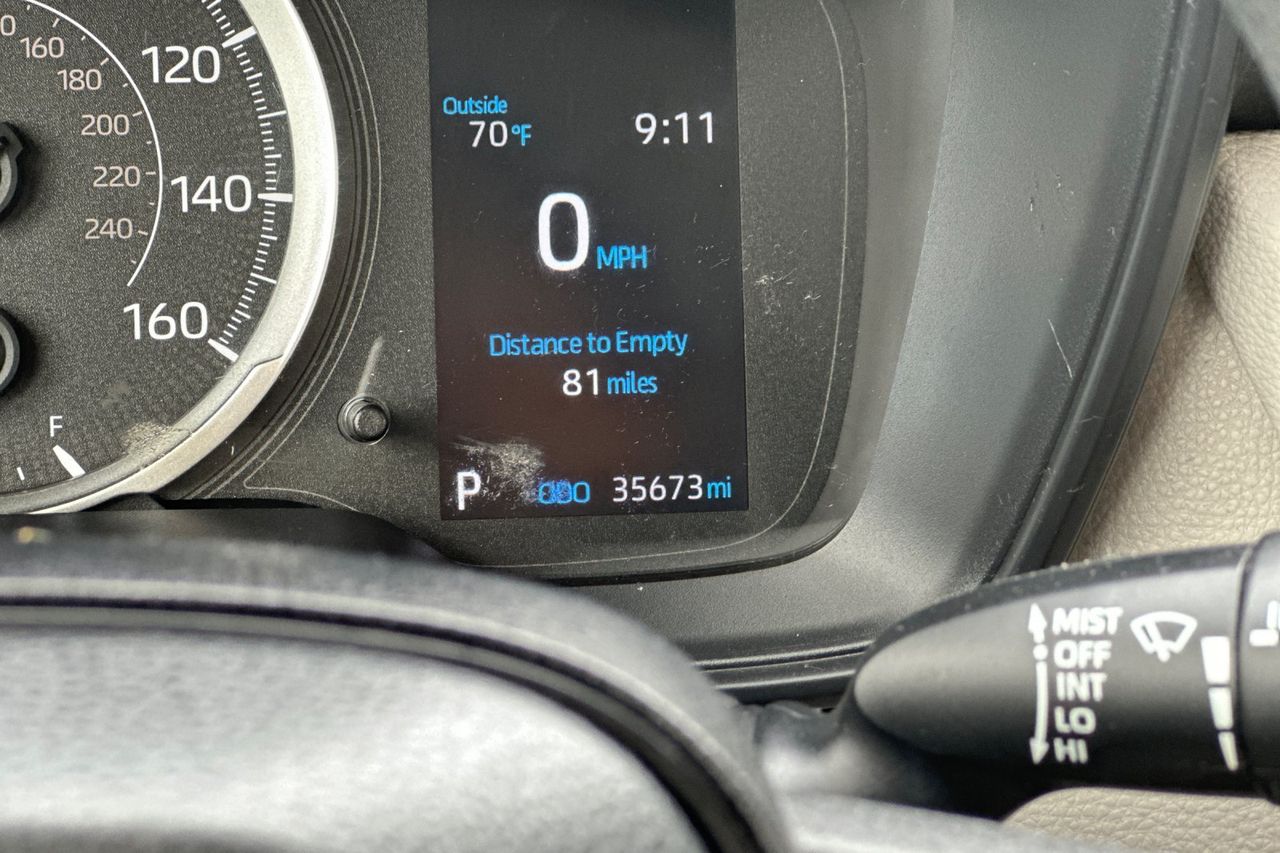 160
180
200
220
240
120
140
160
F
Outside
70°F
9:11
0 MPH
Distance to Empty
81 miles
P
ODO
35673 mi
MIST
OFF
INT
LO
HI